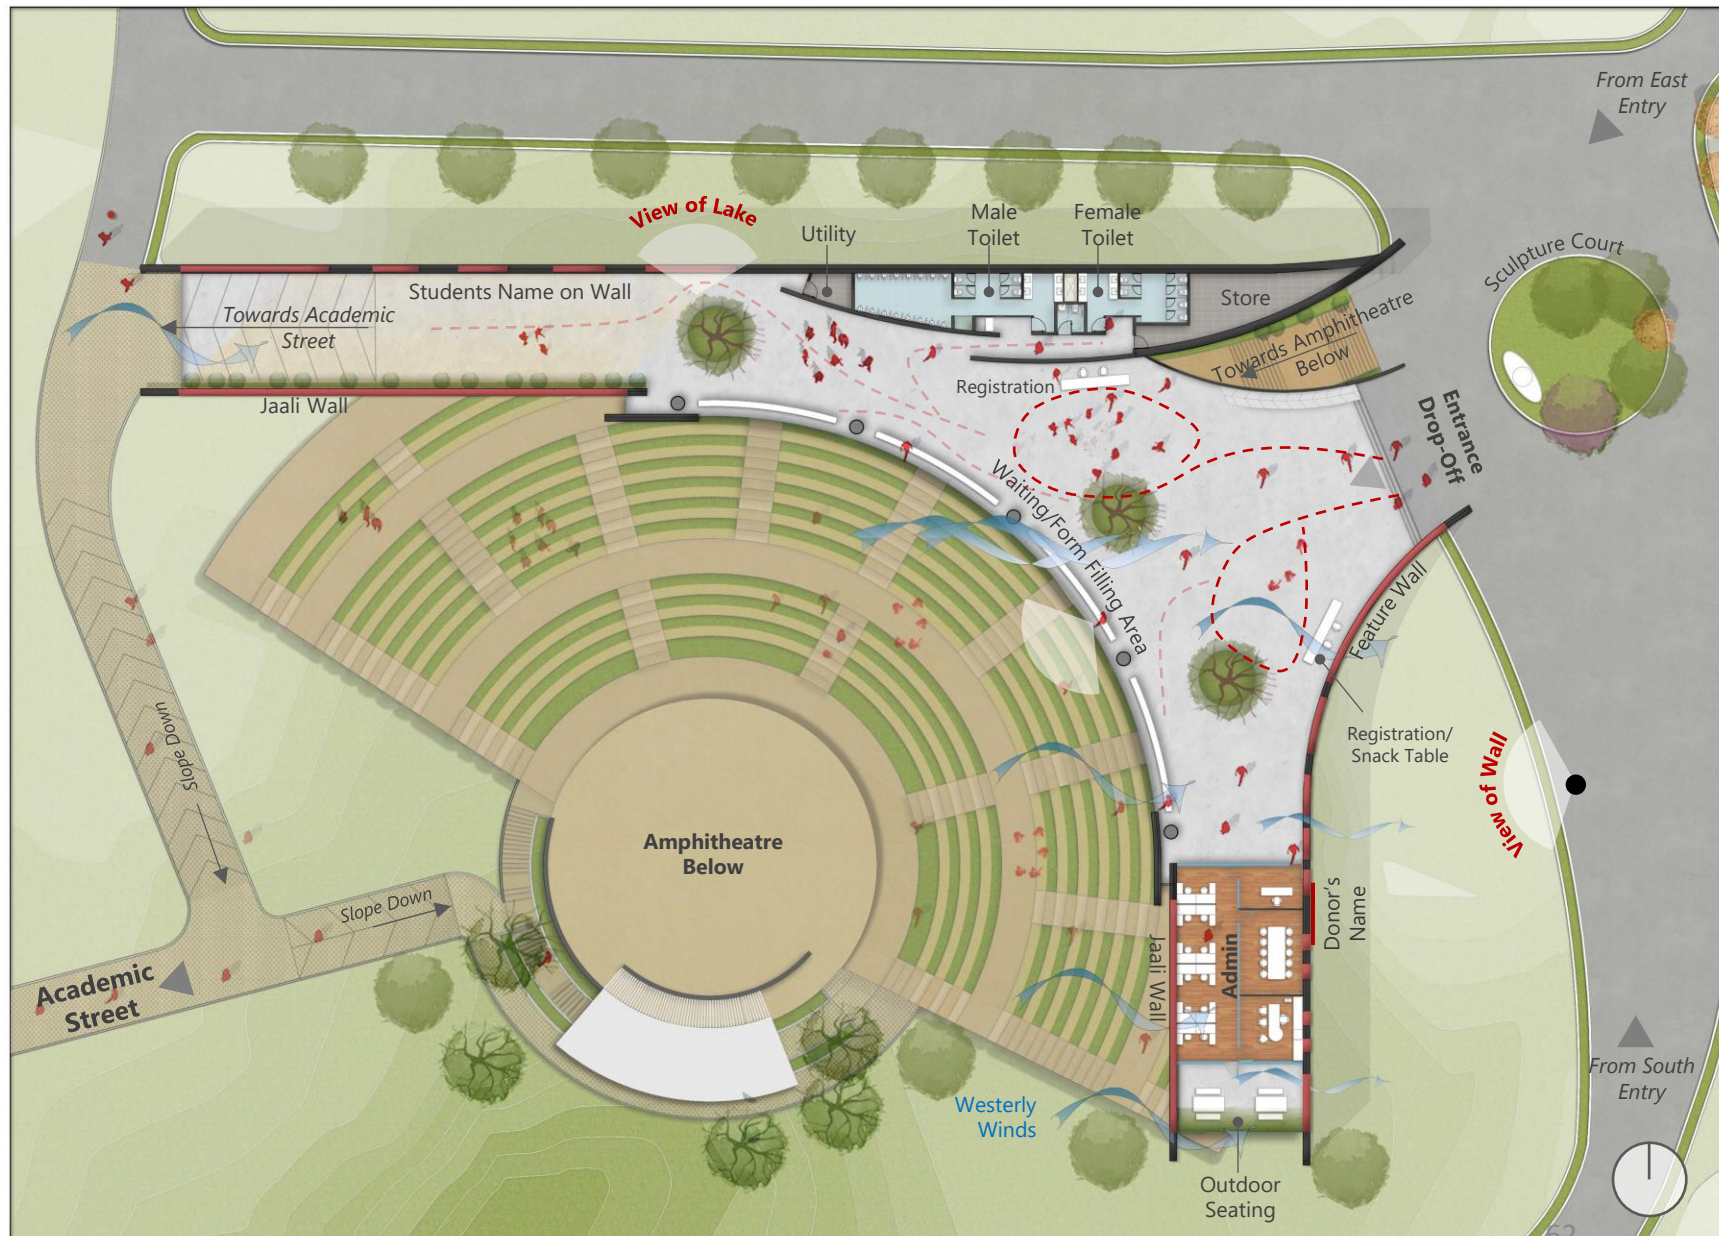 From East
Entry
View of Lake
Utility
Male
Toilet
Female
Toilet
Sculpture Court
Students Name on Wall
Store
Towards Academic
Street
Towards Amphitheatre
Below
Jaali Wall
Registration
Entrance
Drop-Off
Waiting/Form Filling Area
Feature Wall
Registration/
Snack Table
View of Wall
Slope Down
Amphitheatre
Below
Slope Down
Donor's
Name
Admin
Jaali Wall
Academic
Street
From South
Entry
Westerly
Winds
Outdoor
Seating
62